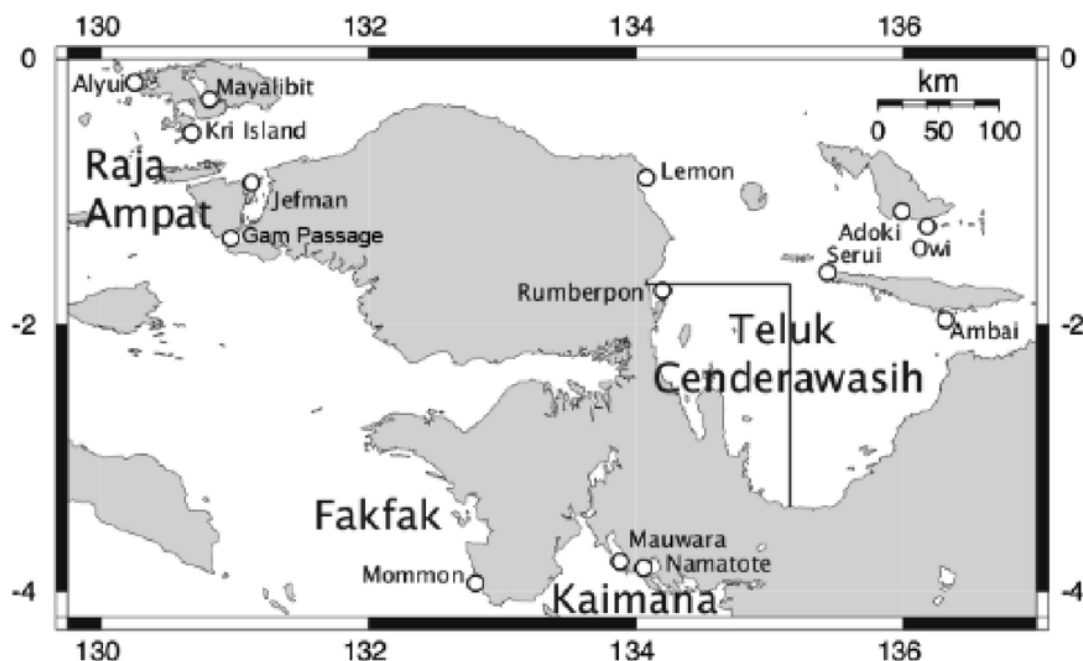 130 132 134 136
0 0
km
0 50 100
Alyui
Mayalibit
Kri Island
Raja
Ampat
Jefman
Gam Passage
Lemon
Adoki
Owi
Serui
Rumberpon
-2 -2
Ambai
Teluk
Cenderawasih
Fakfak
Mauwara
Namatote
Mommon
Kaimana
-4 -4
130 132 134 136